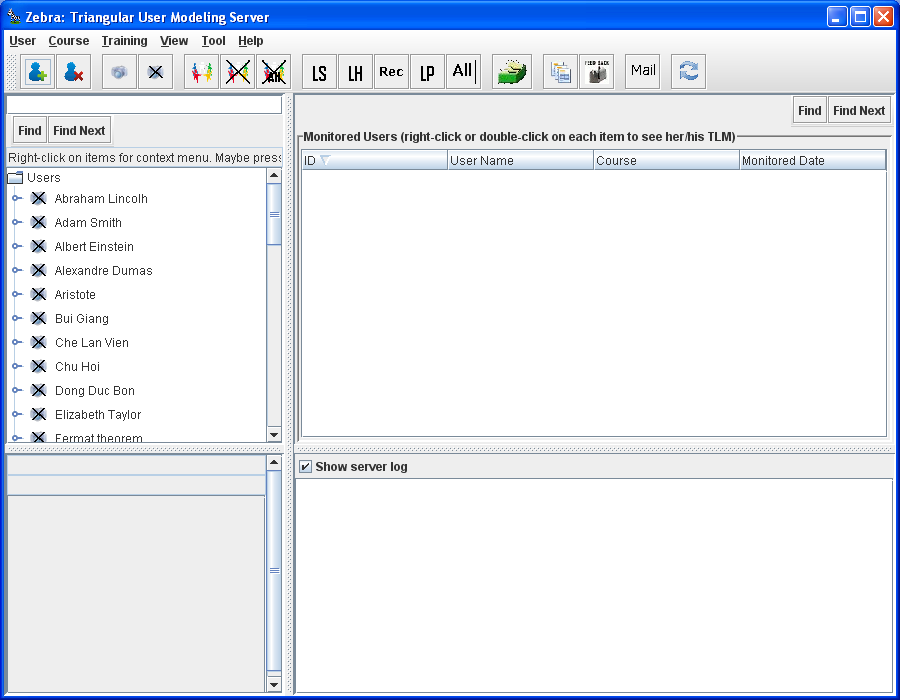 Zebra: Triangular User Modeling Server
User Course Training View Tool Help
LS LH Rec LP All Mail
Find Find Next
Right-click on items for context menu. Maybe press
Users
Abraham Lincolh
Adam Smith
Albert Einstein
Alexandre Dumas
Aristote
Bui Giang
Che Lan Vien
Chu Hoi
Dong Duc Bon
Elizabeth Taylor
Fermat theorem
Find Find Next
Monitored Users (right-click or double-click on each item to see her/his TLM)
ID User Name Course Monitored Date
Show server log